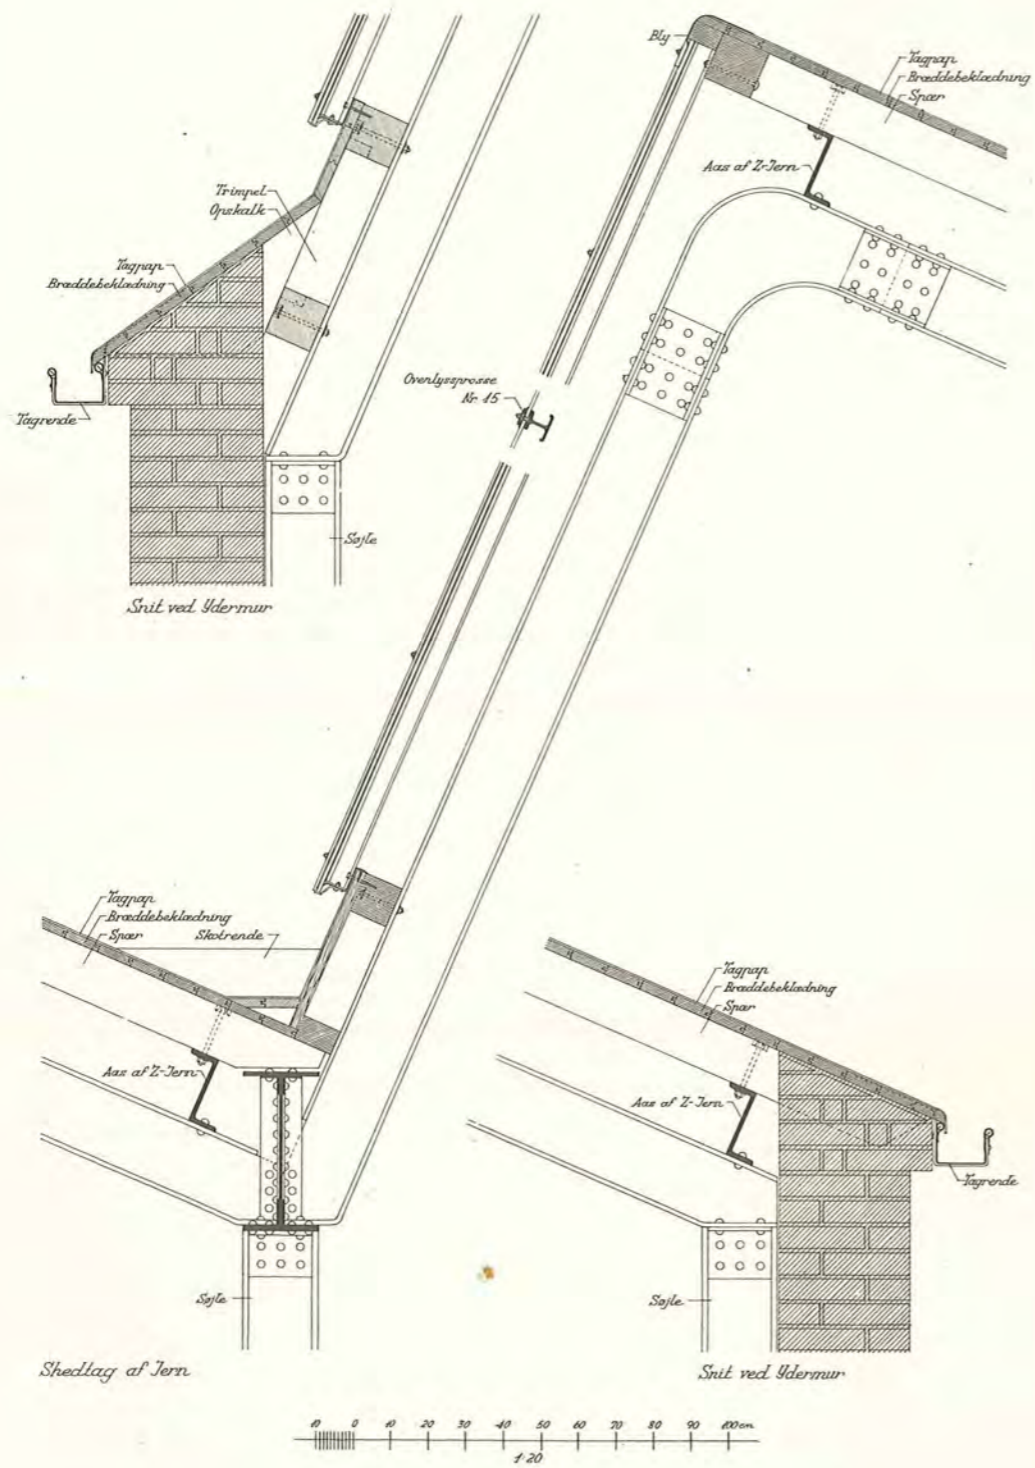 Bly
Tagpap
Bræddebeklædning
Spær
Aas af Z-Jern
Trimpel
Opskalk
Tagpap
Bræddebeklædning
Tagrende
Søjle
Snit ved Ydermur
Ovenlyssprosse
Nr. 15
Tagpap
Bræddebeklædning
Spær
Skotrende
Aas af Z-Jern
Søjle
Shedtag af Jern
Tagpap
Bræddebeklædning
Spær
Aas af Z-Jern
Tagrende
Søjle
Snit ved Ydermur
10 0 10 20 30 40 50 60 70 80 90 100 cm
1:20